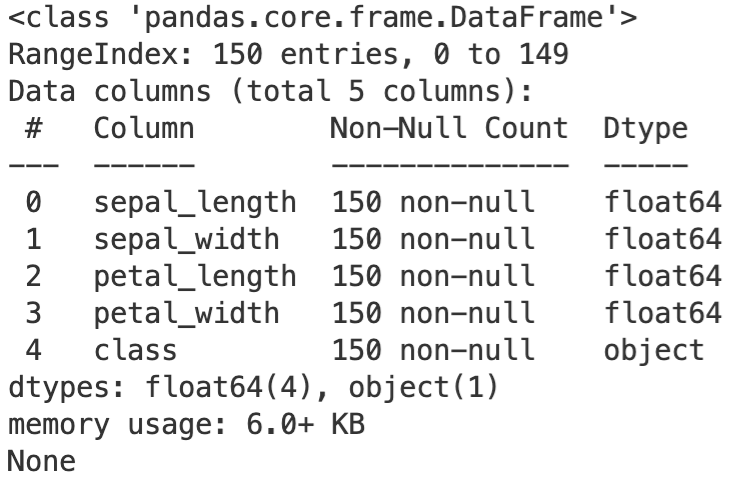 <class 'pandas.core.frame.DataFrame'>
RangeIndex: 150 entries, 0 to 149
Data columns (total 5 columns):
 #   Column        Non-Null Count  Dtype
---  ------        --------------  -----
 0   sepal_length  150 non-null    float64
 1   sepal_width   150 non-null    float64
 2   petal_length  150 non-null    float64
 3   petal_width   150 non-null    float64
 4   class         150 non-null    object
dtypes: float64(4), object(1)
memory usage: 6.0+ KB
None